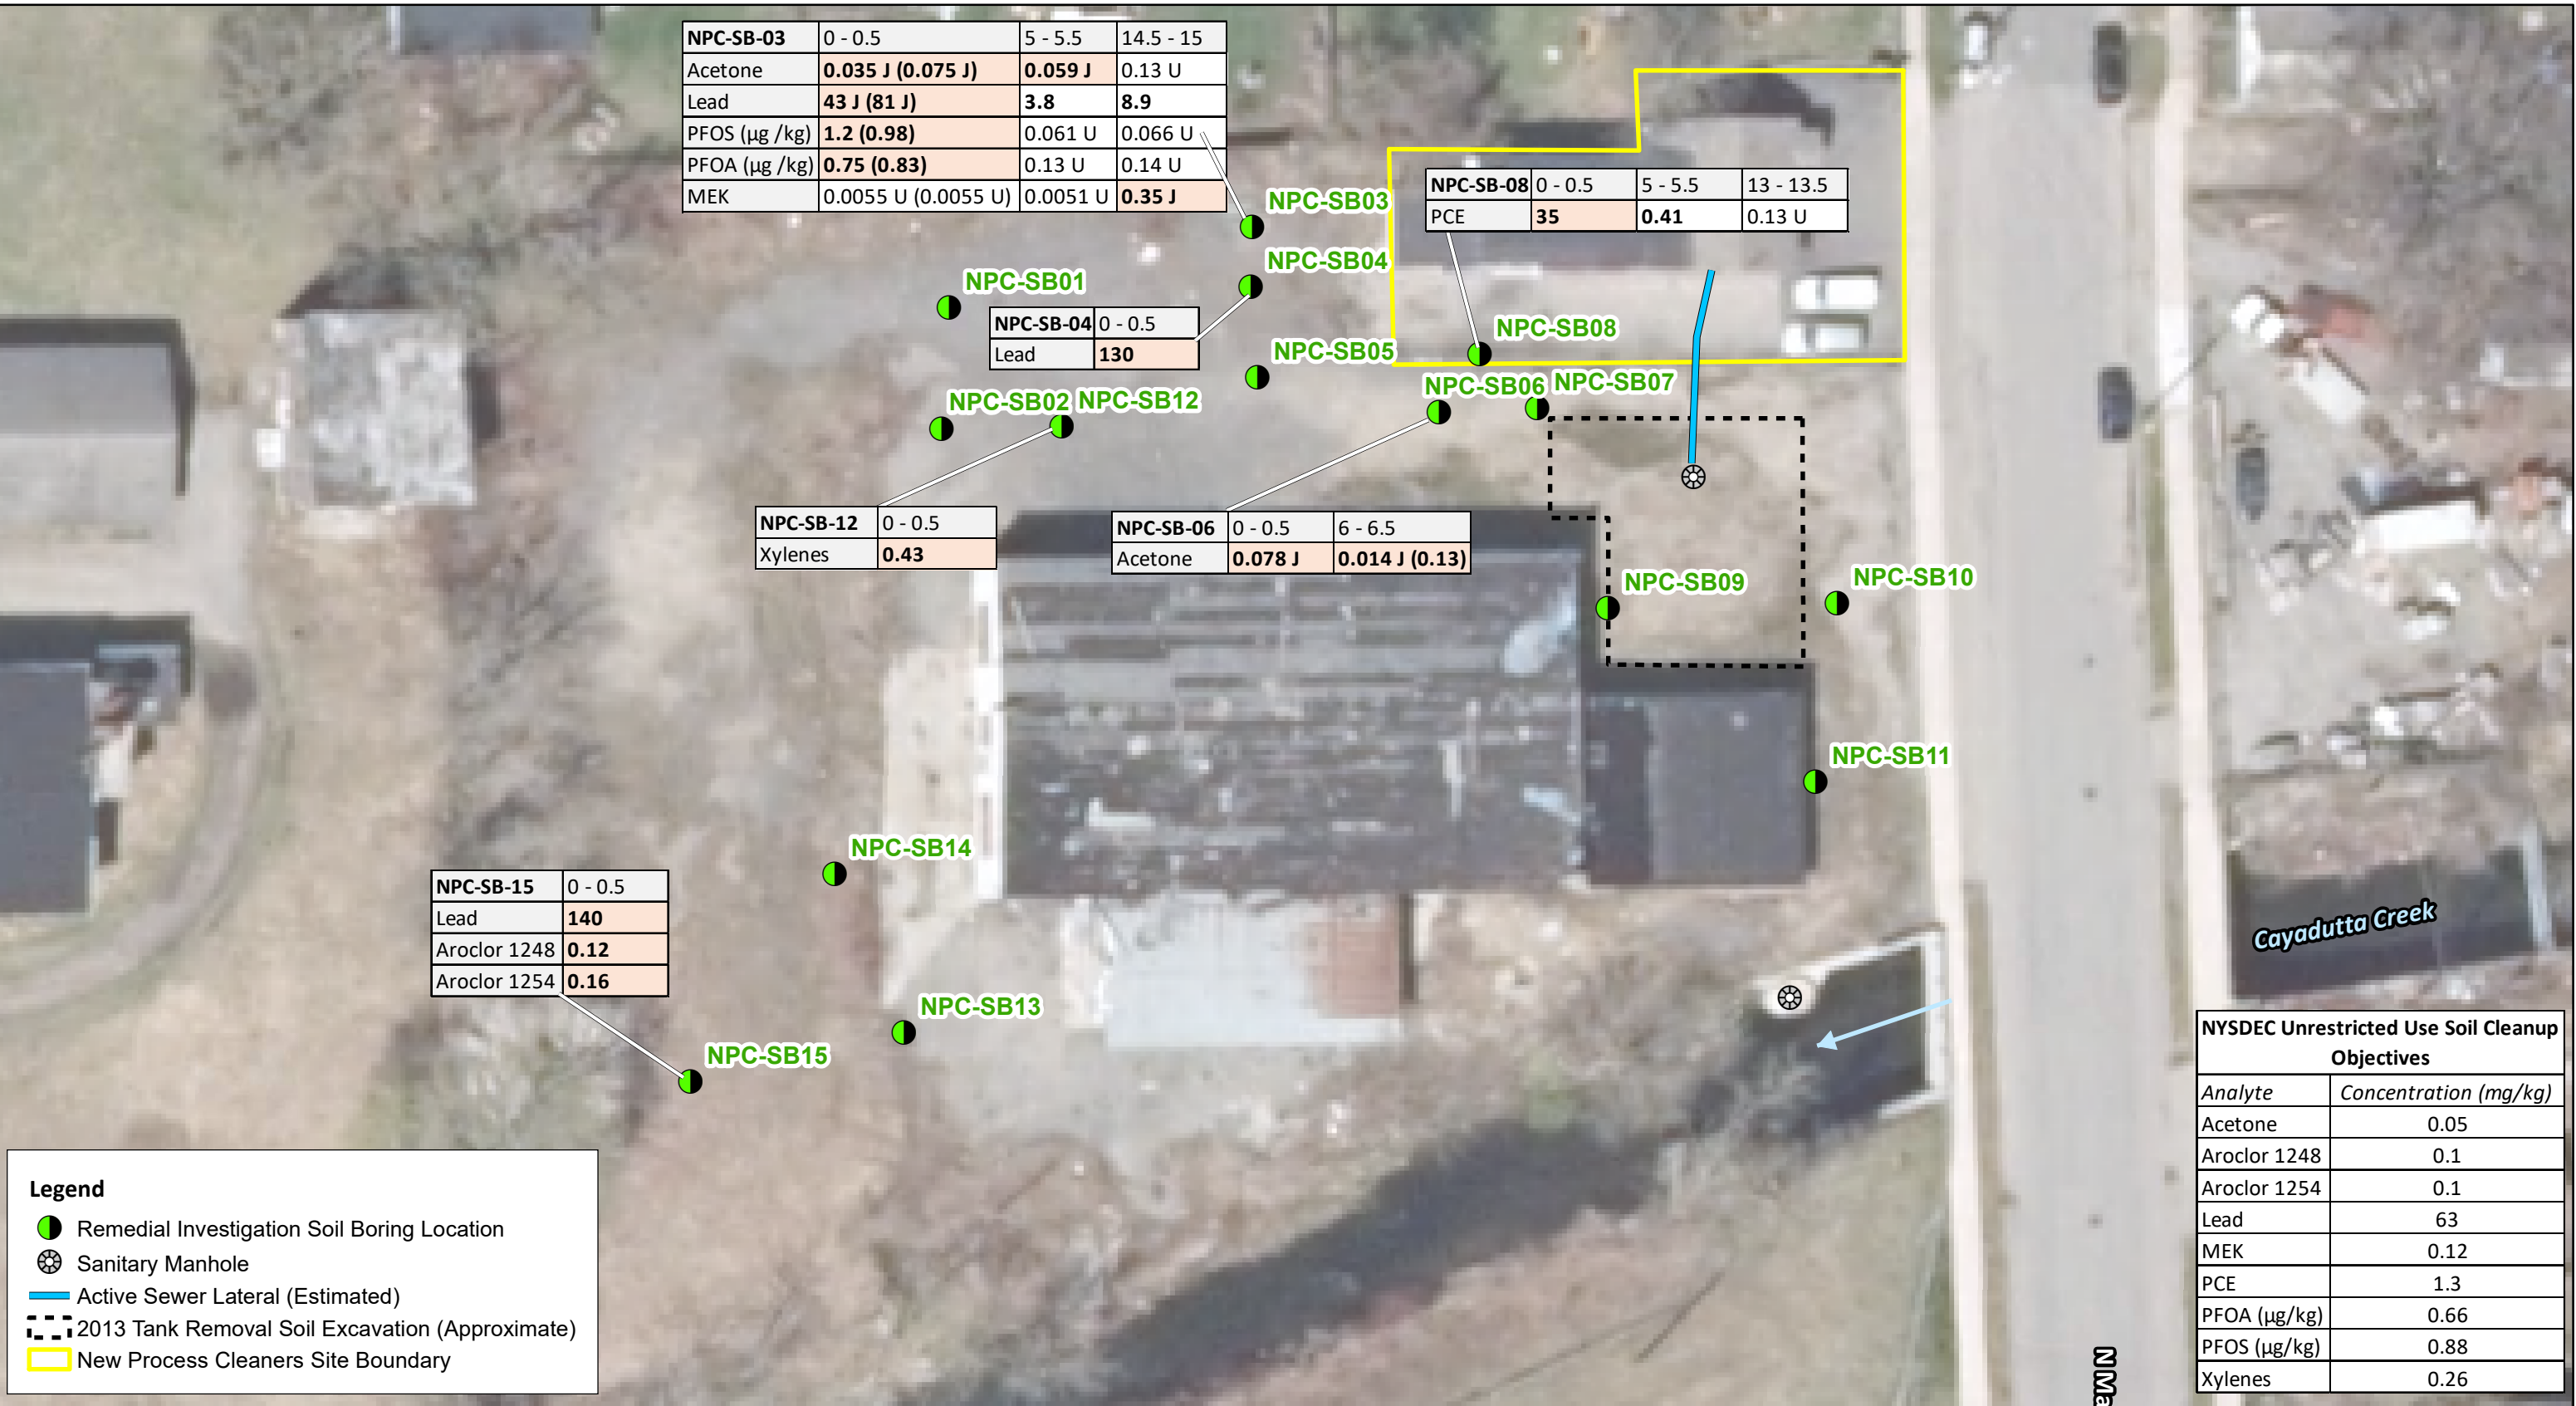 NPC-SB-03 0 - 0.5 5 - 5.5 14.5 - 15
Acetone 0.035 J (0.075 J) 0.059 J 0.13 U
Lead 43 J (81 J) 3.8 8.9
PFOS (µg /kg) 1.2 (0.98) 0.061 U 0.066 U
PFOA (µg /kg) 0.75 (0.83) 0.13 U 0.14 U
MEK 0.0055 U (0.0055 U) 0.0051 U 0.35 J
NPC-SB-08 0 - 0.5 5 - 5.5 13 - 13.5
PCE 35 0.41 0.13 U
NPC-SB03
NPC-SB04
NPC-SB01
NPC-SB-04 0 - 0.5
Lead 130
NPC-SB05
NPC-SB08
NPC-SB06
NPC-SB07
NPC-SB02
NPC-SB12
NPC-SB-12 0 - 0.5
Xylenes 0.43
NPC-SB-06 0 - 0.5 6 - 6.5
Acetone 0.078 J 0.014 J (0.13)
NPC-SB09
NPC-SB10
NPC-SB11
NPC-SB14
NPC-SB-15 0 - 0.5
Lead 140
Aroclor 1248 0.12
Aroclor 1254 0.16
NPC-SB13
NPC-SB15
Cayadutta Creek
N Ma
Legend
Remedial Investigation Soil Boring Location
Sanitary Manhole
Active Sewer Lateral (Estimated)
2013 Tank Removal Soil Excavation (Approximate)
New Process Cleaners Site Boundary
NYSDEC Unrestricted Use Soil Cleanup
Objectives
Analyte Concentration (mg/kg)
Acetone 0.05
Aroclor 1248 0.1
Aroclor 1254 0.1
Lead 63
MEK 0.12
PCE 1.3
PFOA (µg/kg) 0.66
PFOS (µg/kg) 0.88
Xylenes 0.26